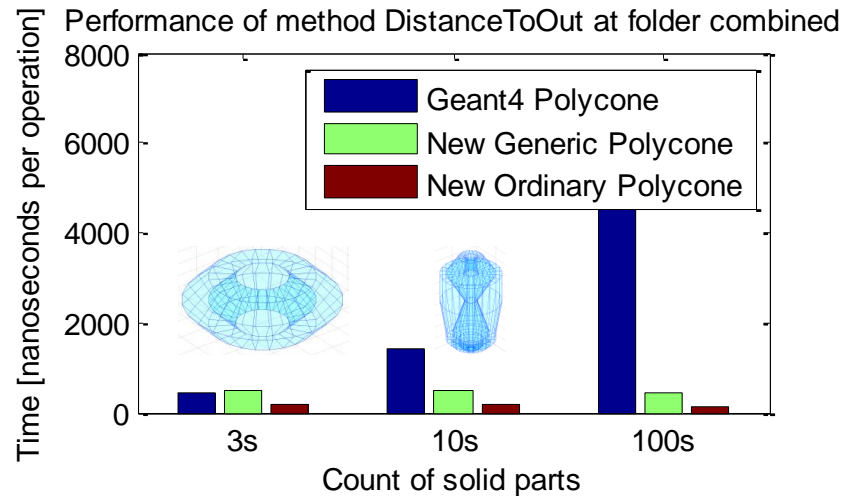 Performance of method DistanceToOut at folder combined
Time [nanoseconds per operation]
8000
6000
4000
2000
0
Geant4 Polycone
New Generic Polycone
New Ordinary Polycone
3s
10s
100s
Count of solid parts